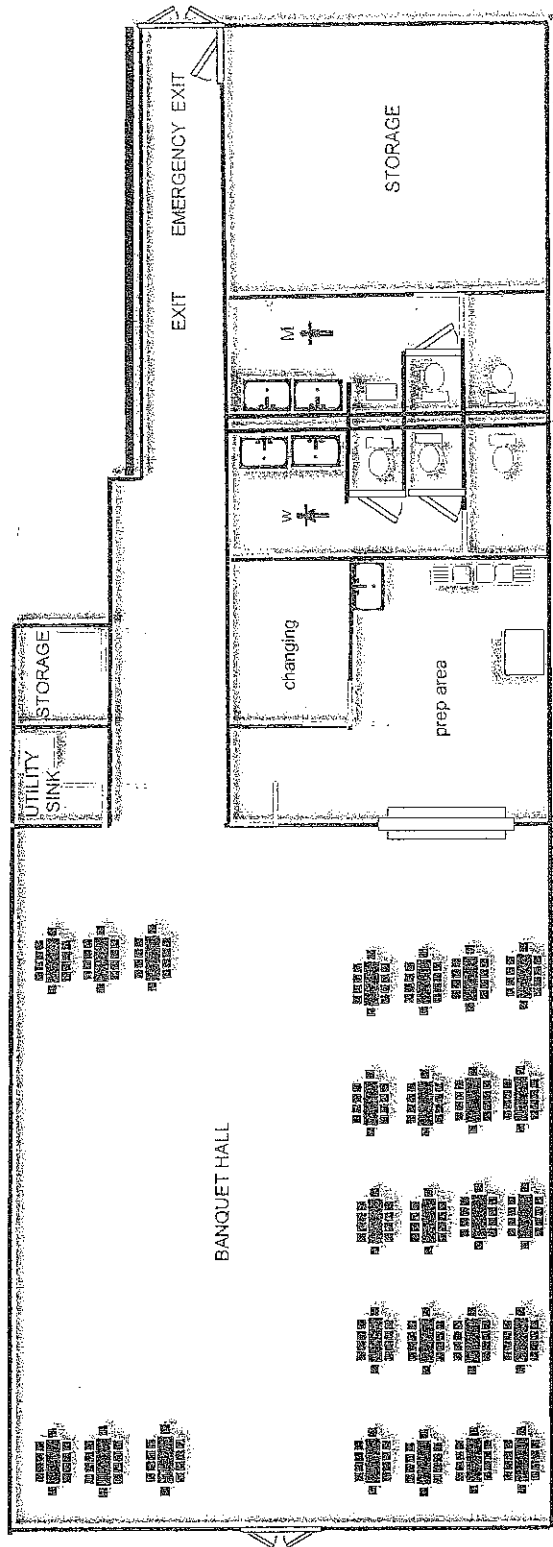 EXIT
EMERGENCY EXIT
STORAGE
M
W
STORAGE
UTILITY
SINK
changing
prep area
BANQUET HALL